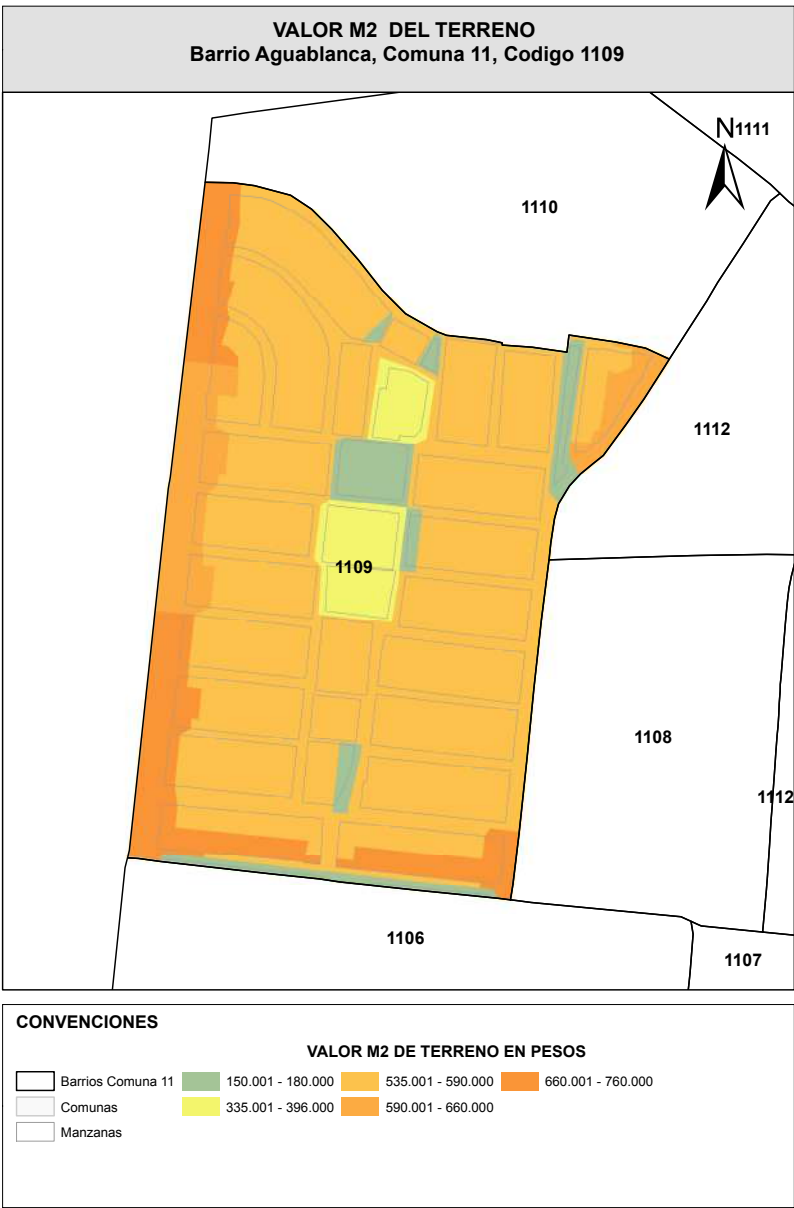 VALOR M2 DEL TERRENO
Barrio Aguablanca, Comuna 11, Codigo 1109
N
1111
1110
1112
1109
1108
1112
1106
1107
CONVENCIONES
VALOR M2 DE TERRENO EN PESOS
Barrios Comuna 11 150.001 - 180.000 535.001 - 590.000 660.001 - 760.000
Comunas 335.001 - 396.000 590.001 - 660.000
Manzanas